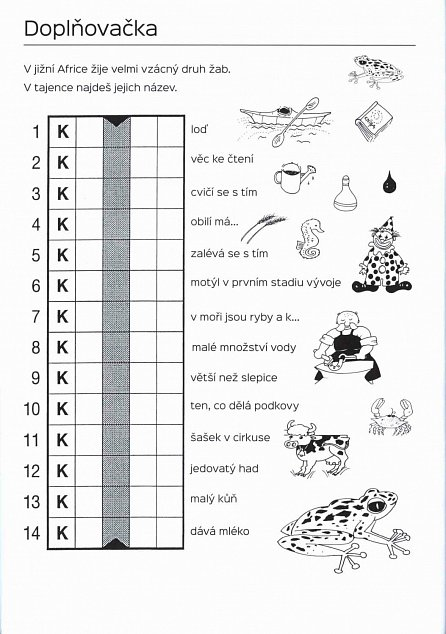 Doplňovačka
V jižní Africe žije velmi vzácný druh žab.
V tajence najdeš jejich název.
1 K loď
2 K věc ke čtení
3 K cvičí se s tím
4 K obilí má...
5 K zalévá se s tím
6 K motýl v prvním stadiu vývoje
7 K v moři jsou ryby a k...
8 K malé množství vody
9 K větší než slepice
10 K ten, co dělá podkovy
11 K šašek v cirkuse
12 K jedovatý had
13 K malý kůň
14 K dává mléko